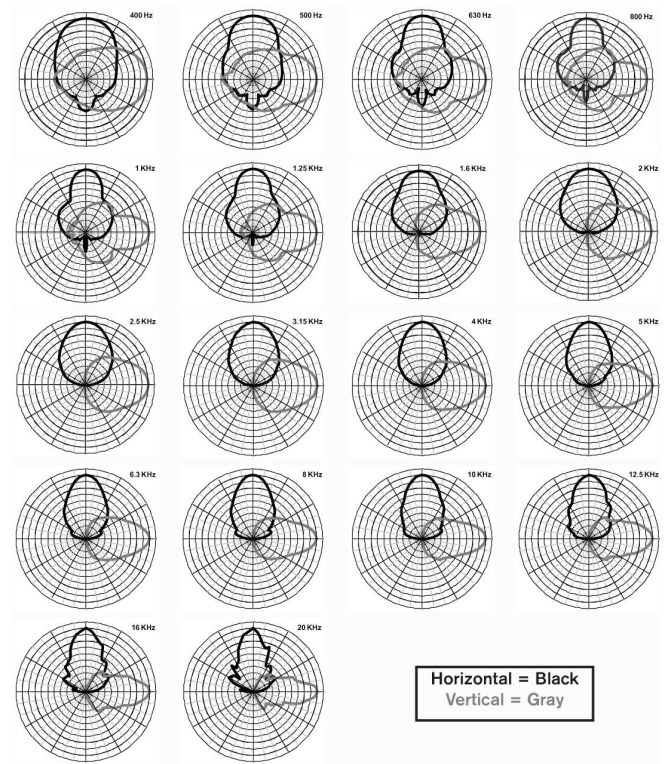 400 Hz
500 Hz
630 Hz
800 Hz
1 KHz
1.25 KHz
1.6 KHz
2 KHz
2.5 KHz
3.15 KHz
4 KHz
5 KHz
6.3 KHz
8 KHz
10 KHz
12.5 KHz
16 KHz
20 KHz
Horizontal = Black
Vertical = Gray